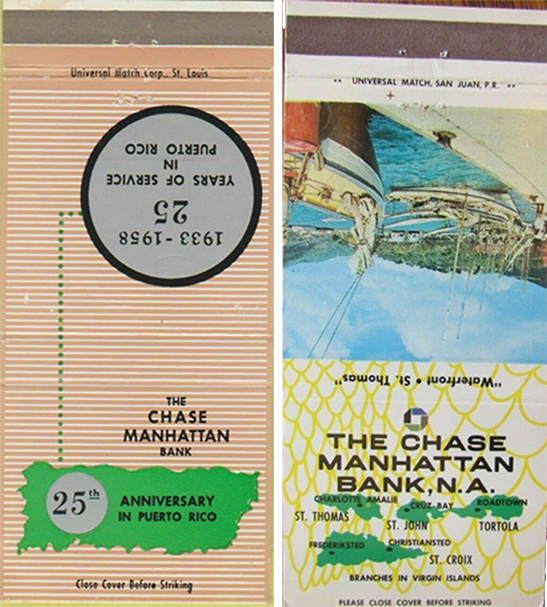 Universal Match Corp., St. Louis
1933 - 1958
25
YEARS OF SERVICE
IN
PUERTO RICO
THE
CHASE
MANHATTAN
BANK
25th
ANNIVERSARY
IN PUERTO RICO
Close Cover Before Striking
UNIVERSAL MATCH, SAN JUAN, P.R.
"Waterfront • St. Thomas"
THE CHASE
MANHATTAN
BANK, N.A.
CHARLOTTE AMALIE
CRUZ BAY
ROADTOWN
ST. THOMAS
ST. JOHN
TORTOLA
FREDERIKSTED
CHRISTIANSTED
ST. CROIX
BRANCHES IN VIRGIN ISLANDS
PLEASE CLOSE COVER BEFORE STRIKING